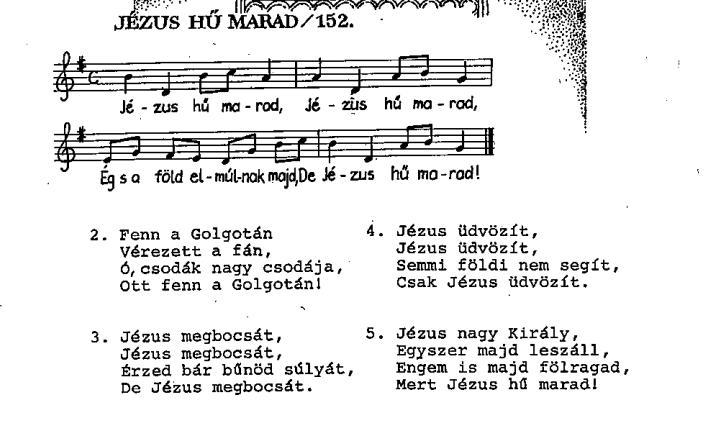 JÉZUS HŰ MARAD/152.
Jé - zus hű ma - rad, Jé - zus hű ma - rad,
Ég s a föld el - múl - nak majd, De Jé - zus hű ma - rad!
2. Fenn a Golgotán
Vérezett a fán,
Ó, csodák nagy csodája,
Ott fenn a Golgotán!
3. Jézus megbocsát,
Jézus megbocsát,
Érzed bár bűnöd súlyát,
De Jézus megbocsát.
4. Jézus üdvözít,
Jézus üdvözít,
Semmi földi nem segít,
Csak Jézus üdvözít.
5. Jézus nagy Király,
Egyszer majd leszáll,
Engem is majd fölragad,
Mert Jézus hű marad!